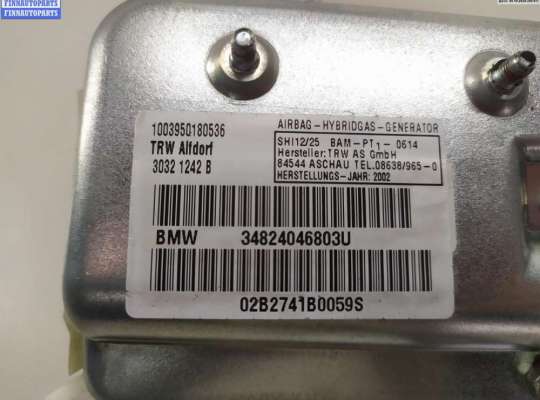 FINNAUTOPARTS
FINNAUTOPARTS
1003950180536
TRW Alfdorf
3032 1242 B
AIRBAG-HYBRIDGAS-GENERATOR
SHI12/25 BAM-PT1-0614
Hersteller:TRW AS GmbH
84544 ASCHAU TEL.08638/965-0
HERSTELLUNGS-JAHR: 2002
BMW 34824046803U
02B2741B0059S